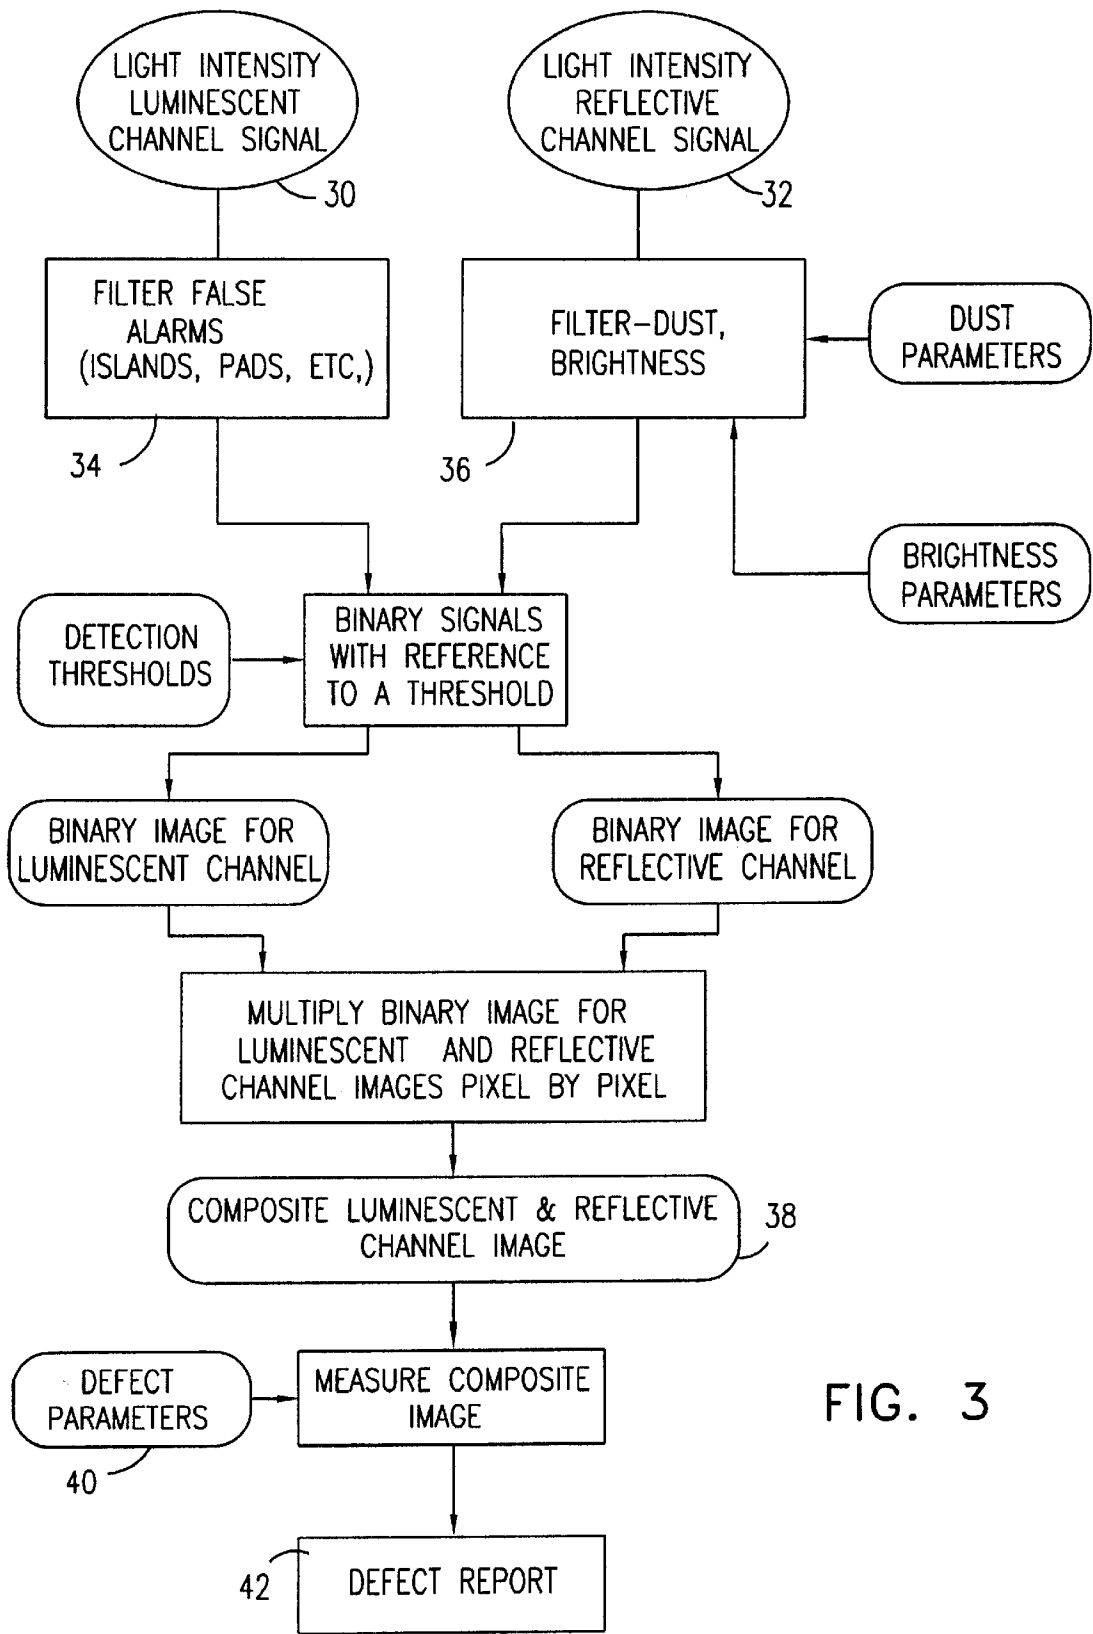 LIGHT INTENSITY
LUMINESCENT
CHANNEL SIGNAL
30
LIGHT INTENSITY
REFLECTIVE
CHANNEL SIGNAL
32
FILTER FALSE
ALARMS
(ISLANDS, PADS, ETC,)
34
FILTER-DUST,
BRIGHTNESS
36
DUST
PARAMETERS
BRIGHTNESS
PARAMETERS
DETECTION
THRESHOLDS
BINARY SIGNALS
WITH REFERENCE
TO A THRESHOLD
BINARY IMAGE FOR
LUMINESCENT CHANNEL
BINARY IMAGE FOR
REFLECTIVE CHANNEL
MULTIPLY BINARY IMAGE FOR
LUMINESCENT AND REFLECTIVE
CHANNEL IMAGES PIXEL BY PIXEL
COMPOSITE LUMINESCENT & REFLECTIVE
CHANNEL IMAGE
38
DEFECT
PARAMETERS
40
MEASURE COMPOSITE
IMAGE
FIG. 3
42
DEFECT REPORT